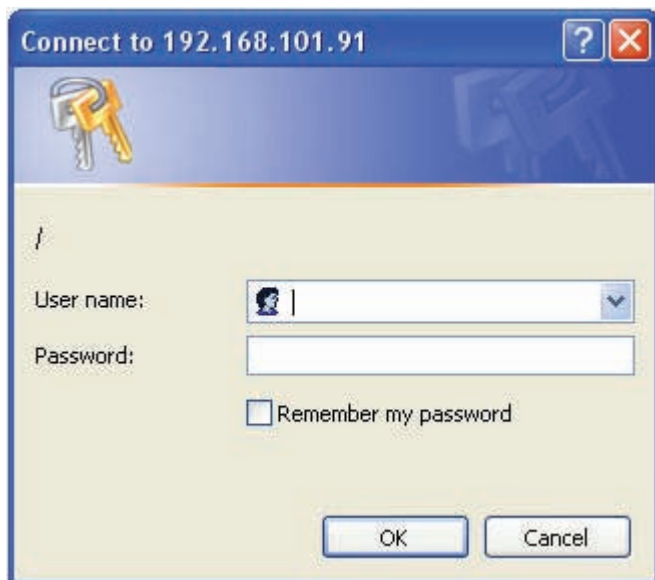 Connect to 192.168.101.91
?
/
User name:
Password:
Remember my password
OK
Cancel